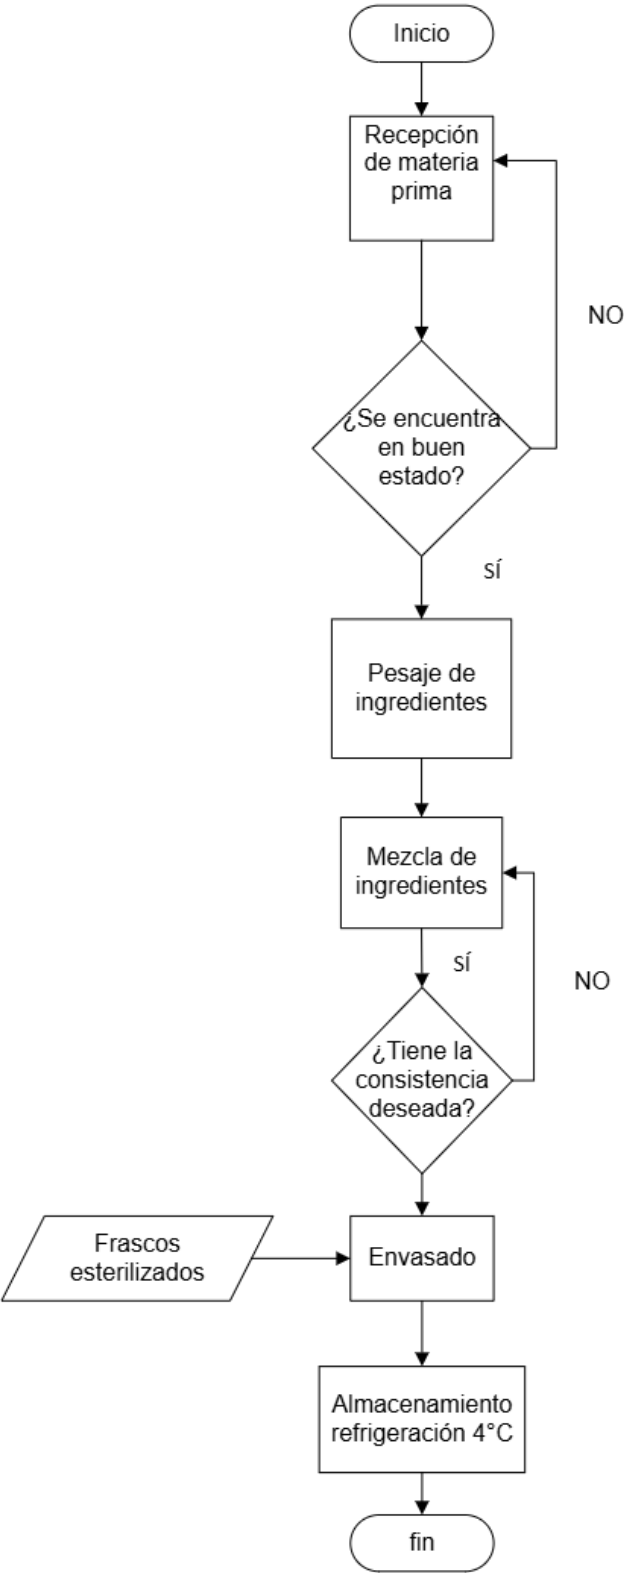 Inicio
Recepción
de materia
prima
NO
¿Se encuentra
en buen
estado?
SÍ
Pesaje de
ingredientes
Mezcla de
ingredientes
SÍ
NO
¿Tiene la
consistencia
deseada?
Frascos
esterilizados
Envasado
Almacenamiento
refrigeración 4°C
fin